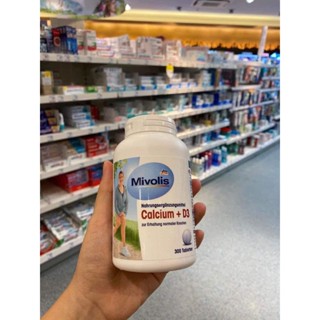 Mivolis
Nahrungsergänzungsmittel
Calcium + D3
zur Erhaltung normaler Knochen
300 Tabletten